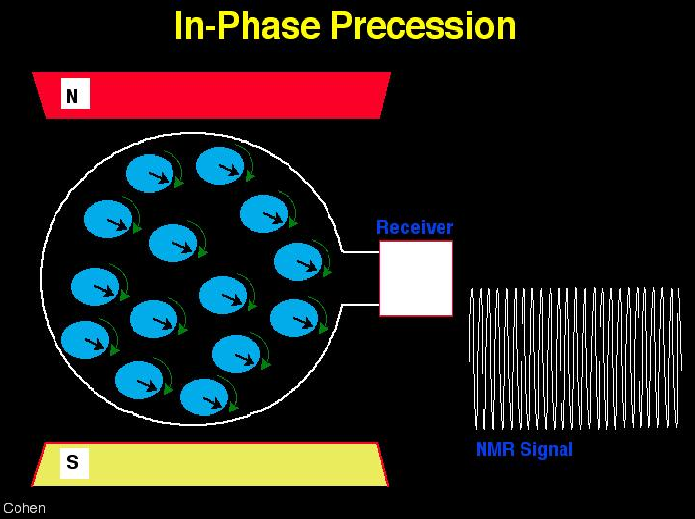 In-Phase Precession
N
Receiver
NMR Signal
S
Cohen